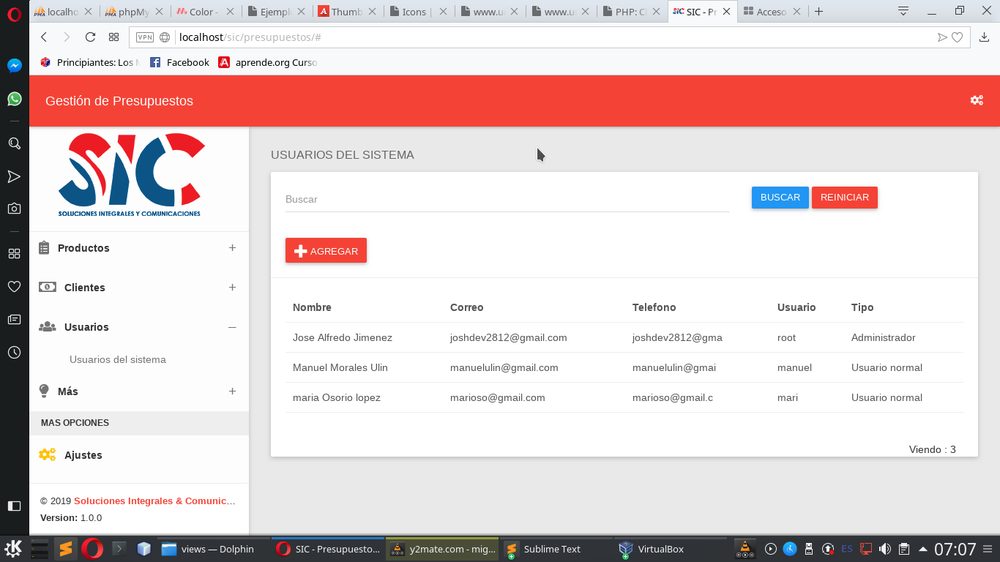 localho
phpMy
Color -
Ejempl
Thumb
Icons |
www.u
www.u
PHP: C
SIC - Pr
Acceso
VPN
localhost/sic/presupuestos/#
Principiantes: Los
Facebook
aprende.org Curso
Gestión de Presupuestos
SIC
SOLUCIONES INTEGRALES Y COMUNICACIONES
Productos +
Clientes +
Usuarios –
Usuarios del sistema
Más +
MAS OPCIONES
Ajustes
© 2019 Soluciones Integrales & Comunic...
Version: 1.0.0
USUARIOS DEL SISTEMA
Buscar
BUSCAR
REINICIAR
AGREGAR
Nombre Correo Telefono Usuario Tipo
Jose Alfredo Jimenez joshdev2812@gmail.com joshdev2812@gma root Administrador
Manuel Morales Ulin manuelulin@gmail.com manuelulin@gmai manuel Usuario normal
maria Osorio lopez marioso@gmail.com marioso@gmail.c mari Usuario normal
Viendo : 3
views — Dolphin
SIC - Presupuesto...
y2mate.com - mig...
Sublime Text
VirtualBox
ES
07:07